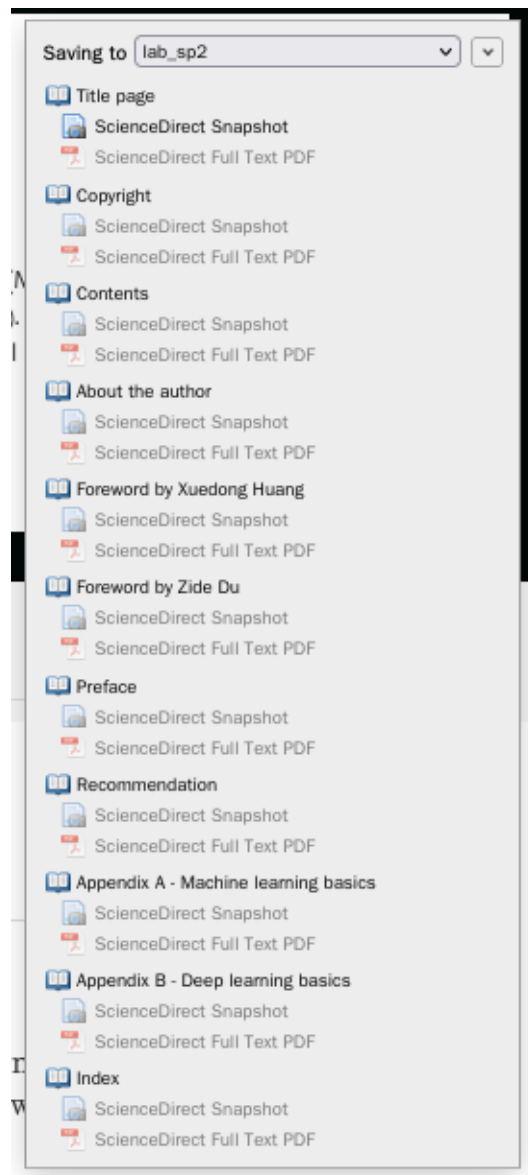 Saving to lab_sp2
Title page
ScienceDirect Snapshot
ScienceDirect Full Text PDF
Copyright
ScienceDirect Snapshot
ScienceDirect Full Text PDF
Contents
ScienceDirect Snapshot
ScienceDirect Full Text PDF
About the author
ScienceDirect Snapshot
ScienceDirect Full Text PDF
Foreword by Xuedong Huang
ScienceDirect Snapshot
ScienceDirect Full Text PDF
Foreword by Zide Du
ScienceDirect Snapshot
ScienceDirect Full Text PDF
Preface
ScienceDirect Snapshot
ScienceDirect Full Text PDF
Recommendation
ScienceDirect Snapshot
ScienceDirect Full Text PDF
Appendix A - Machine learning basics
ScienceDirect Snapshot
ScienceDirect Full Text PDF
Appendix B - Deep learning basics
ScienceDirect Snapshot
ScienceDirect Full Text PDF
Index
ScienceDirect Snapshot
ScienceDirect Full Text PDF